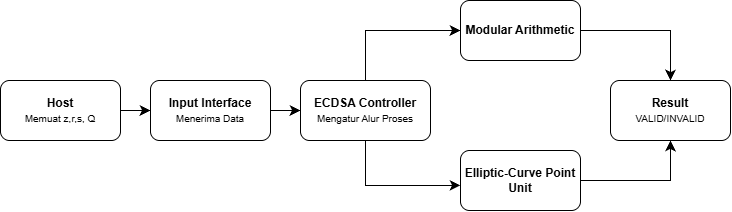 Host
Memuat z,r,s, Q
Input Interface
Menerima Data
ECDSA Controller
Mengatur Alur Proses
Modular Arithmetic
Elliptic-Curve Point
Unit
Result
VALID/INVALID